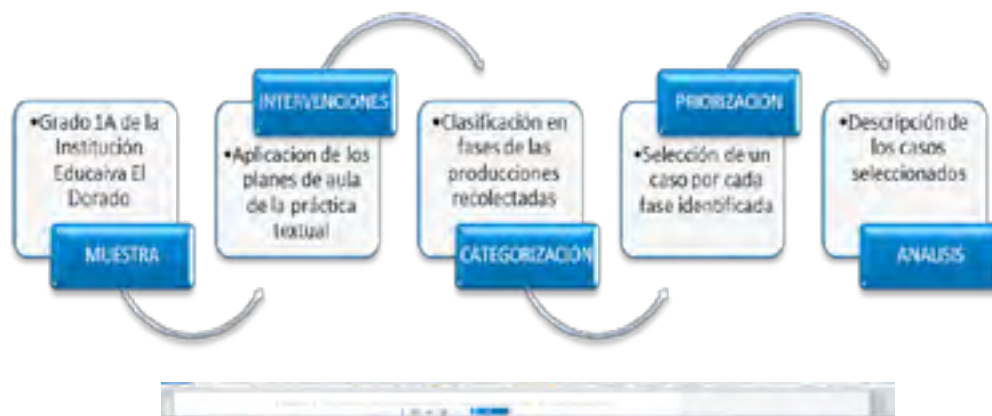 •Grado 1A de la
Institución
Educaiva El
Dorado
MUESTRA
INTERVENCIONES
•Aplicacion de los
planes de aula
de la práctica
textual
•Clasificación en
fases de las
producciones
recolectadas
CATEGORIZACIÓN
PRIORIZACION
•Selección de un
caso por cada
fase identificada
•Descripción de
los casos
seleccionados
ANALISIS